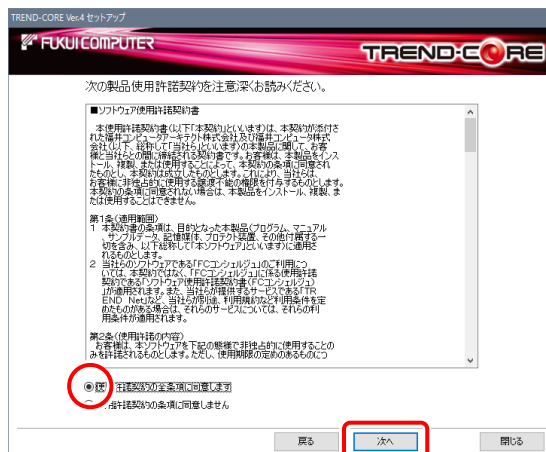 TREND-CORE Ver.4 セットアップ
FUKUI COMPUTER
TREND-CORE
次の製品使用許諾契約を注意深くお読みください。
■ソフトウェア使用許諾契約書
本使用許諾契約書(以下「本契約」といいます)は、本契約が添付さ
れた福井コンピュータアーキテクト株式会社及び福井コンピュータ株式
会社(以下、総称して「当社らといいます)の本製品に関して、お客
様と当社らとの間に締結される契約書です。お客様は、本製品をインス
トール、複製、または使用することによって、本契約の条項に同意され
たものとし、本契約は成立したものとします。これにより、当社らは、
お客様に非独占的に使用する譲渡不能の権限を付与するものとします。
本契約の条項に同意されない場合は、本製品をインストール、複製、ま
たは使用することはできません。
第1条(適用範囲)
1 本契約書の条項は、目的となった本製品(プログラム、マニュアル
、サンプルデータ、記憶媒体、プロテクト装置、その他付属する一
切を含み、以下総称して「本ソフトウェア」といいます)に適用さ
れるものとします。
2 当社らのソフトウェアである「FCコンシェルジュ」のご利用につ
いては、本契約ではなく、「FCコンシェルジュ」に係る使用許諾
契約である「ソフトウェア使用許諾契約書(FCコンシェルジュ)
」が適用されます。また、当社らが提供するサービスである「TR
END Net」など、当社らが別途、利用規約など利用条件を定
めたものがある場合は、それらのサービスについては、それらの利
用条件が適用されます。
第2条(使用許諾の内容)
お客様は、本ソフトウェアを下記の態様で非独占的に使用することの
みを許諾されるものとします。ただし、使用期限の定めのあるものにつ
許諾契約の全条項に同意します
許諾契約の条項に同意しません
戻る 次へ 閉じる